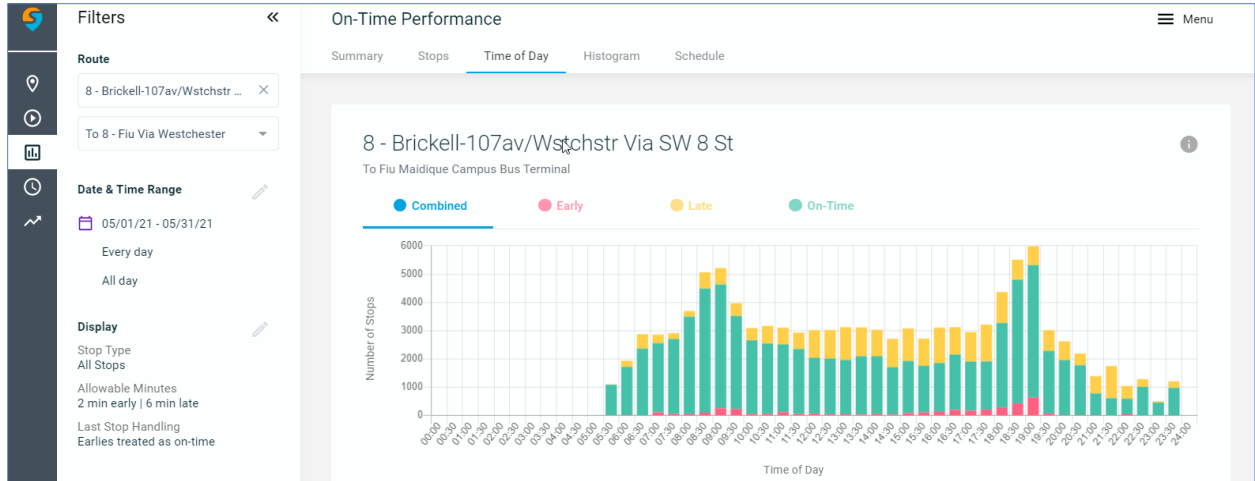 Filters
Route
8 - Brickell-107av/Wstchstr ...
To 8 - Fiu Via Westchester
Date & Time Range
05/01/21 - 05/31/21
Every day
All day
Display
Stop Type
All Stops
Allowable Minutes
2 min early | 6 min late
Last Stop Handling
Earlies treated as on-time
On-Time Performance
Menu
Summary Stops Time of Day Histogram Schedule
8 - Brickell-107av/Wstchstr Via SW 8 St
To Fiu Maidique Campus Bus Terminal
Combined Early Late On-Time
Number of Stops
6000
5000
4000
3000
2000
1000
0
00:00 00:30 01:00 01:30 02:00 02:30 03:00 03:30 04:00 04:30 05:00 05:30 06:00 06:30 07:00 07:30 08:00 08:30 09:00 09:30 10:00 10:30 11:00 11:30 12:00 12:30 13:00 13:30 14:00 14:30 15:00 15:30 16:00 16:30 17:00 17:30 18:00 18:30 19:00 19:30 20:00 20:30 21:00 21:30 22:00 22:30 23:00 23:30 24:00
Time of Day